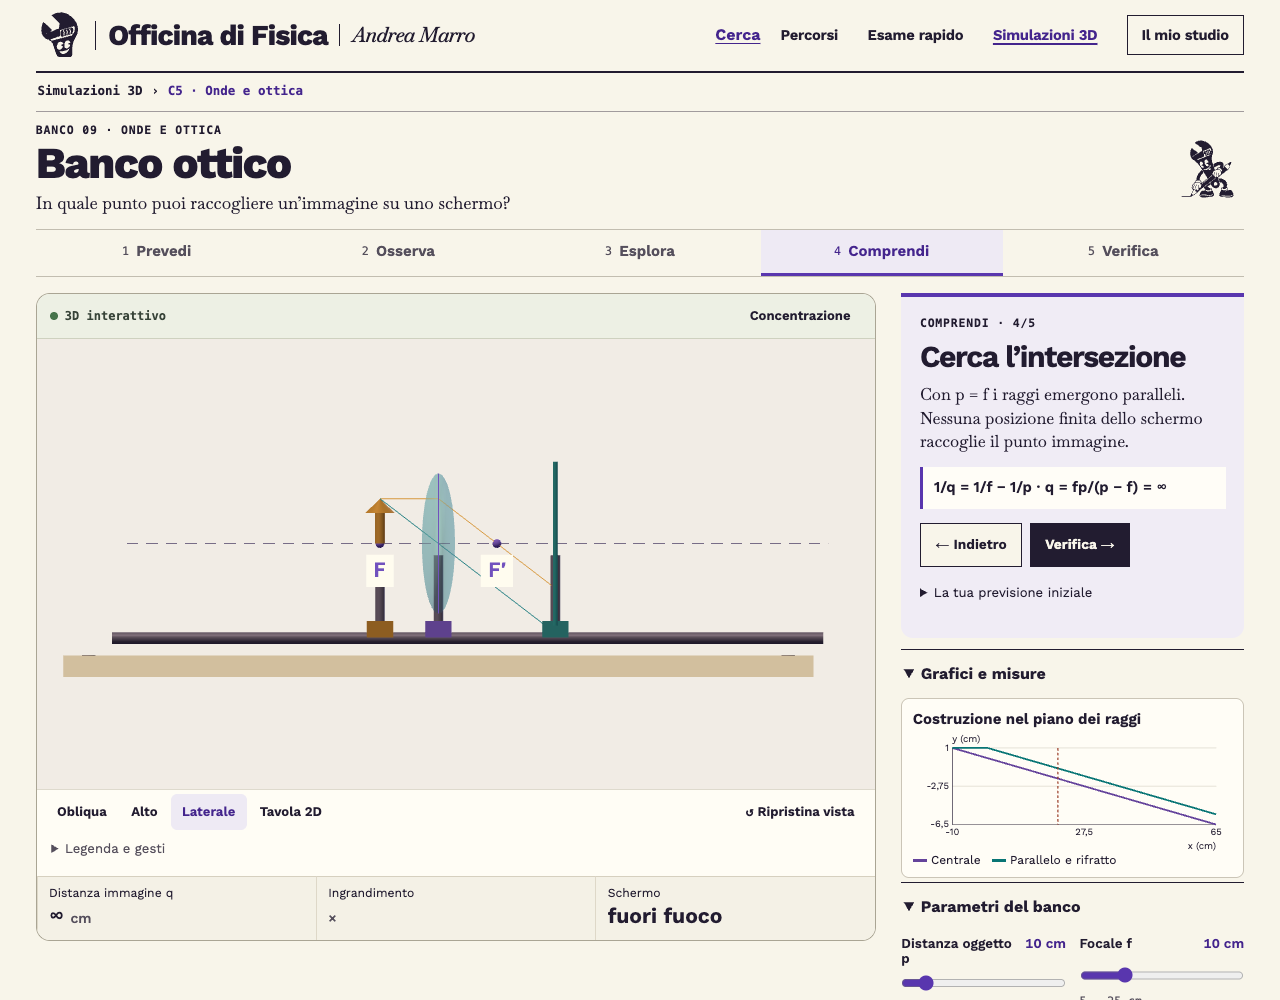 Officina di Fisica
Andrea Marro
Cerca
Percorsi
Esame rapido
Simulazioni 3D
Il mio studio
Simulazioni 3D › C5 · Onde e ottica
BANCO 09 · ONDE E OTTICA
Banco ottico
In quale punto puoi raccogliere un’immagine su uno schermo?
1 Prevedi
2 Osserva
3 Esplora
4 Comprendi
5 Verifica
3D interattivo
Concentrazione
F
F′
Obliqua
Alto
Laterale
Tavola 2D
↺ Ripristina vista
▶ Legenda e gesti
Distanza immagine q
∞ cm
Ingrandimento
×
Schermo
fuori fuoco
COMPRENDI · 4/5
Cerca l’intersezione
Con p = f i raggi emergono paralleli.
Nessuna posizione finita dello schermo
raccoglie il punto immagine.
1/q = 1/f − 1/p · q = fp/(p − f) = ∞
← Indietro
Verifica →
▶ La tua previsione iniziale
▼ Grafici e misure
Costruzione nel piano dei raggi
y (cm)
1
-2,75
-6,5
-10
27,5
65
x (cm)
Centrale
Parallelo e rifratto
▼ Parametri del banco
Distanza oggetto p
10 cm
Focale f
10 cm